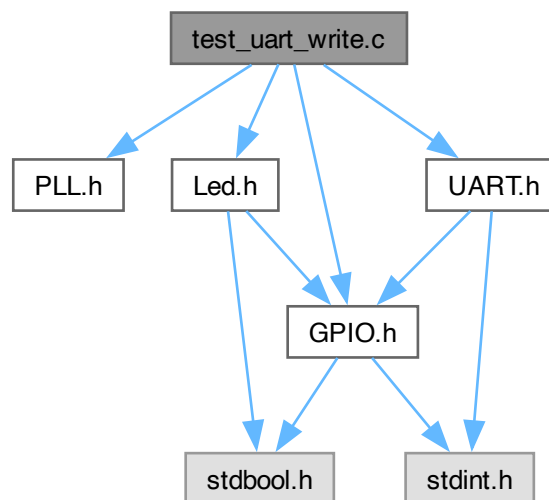 test_uart_write.c
PLL.h
Led.h
UART.h
GPIO.h
stdbool.h
stdint.h